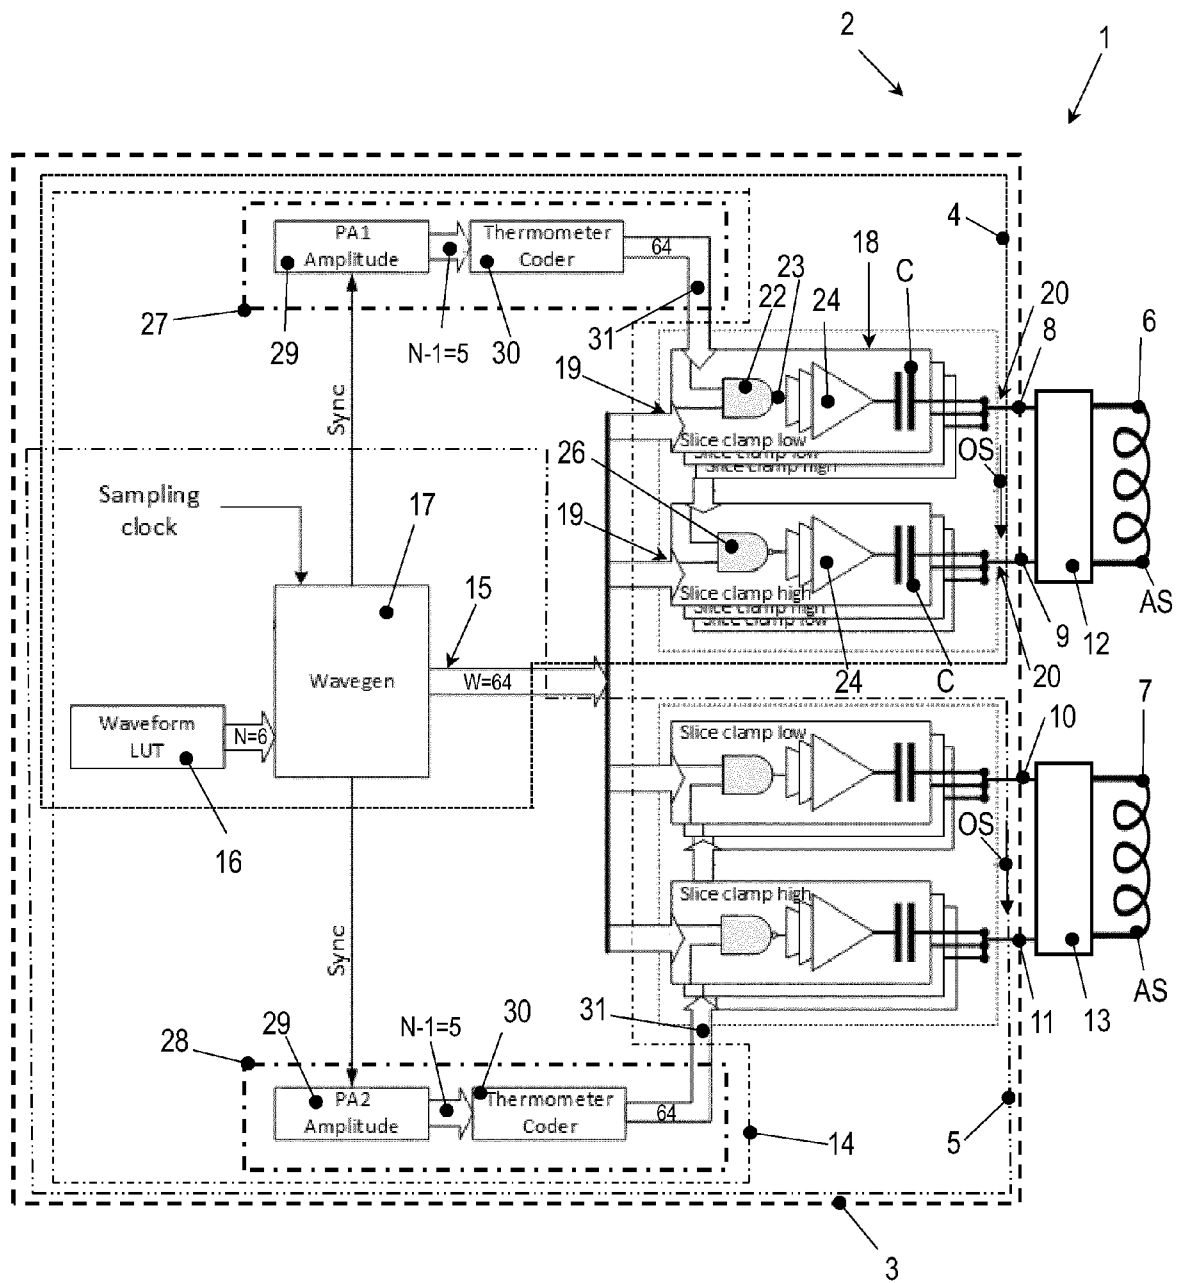 2
1
PA1
Amplitude
Thermometer
Coder
64
4
18
C
23
22
24
20
8
6
27
29
N-1=5
30
31
19
Sync
Slice clamp low
Slice clamp low
Slice clamp high
OS
26
Sampling
clock
17
19
15
Slice clamp high
Slice clamp high
Slice clamp low
9
12
AS
Wavegen
W=64
24
C
20
10
7
Waveform
LUT
N=6
Slice clamp low
OS
16
Slice clamp high
Sync
31
11
13
AS
28
29
N-1=5
30
PA2
Amplitude
Thermometer
Coder
64
14
5
3